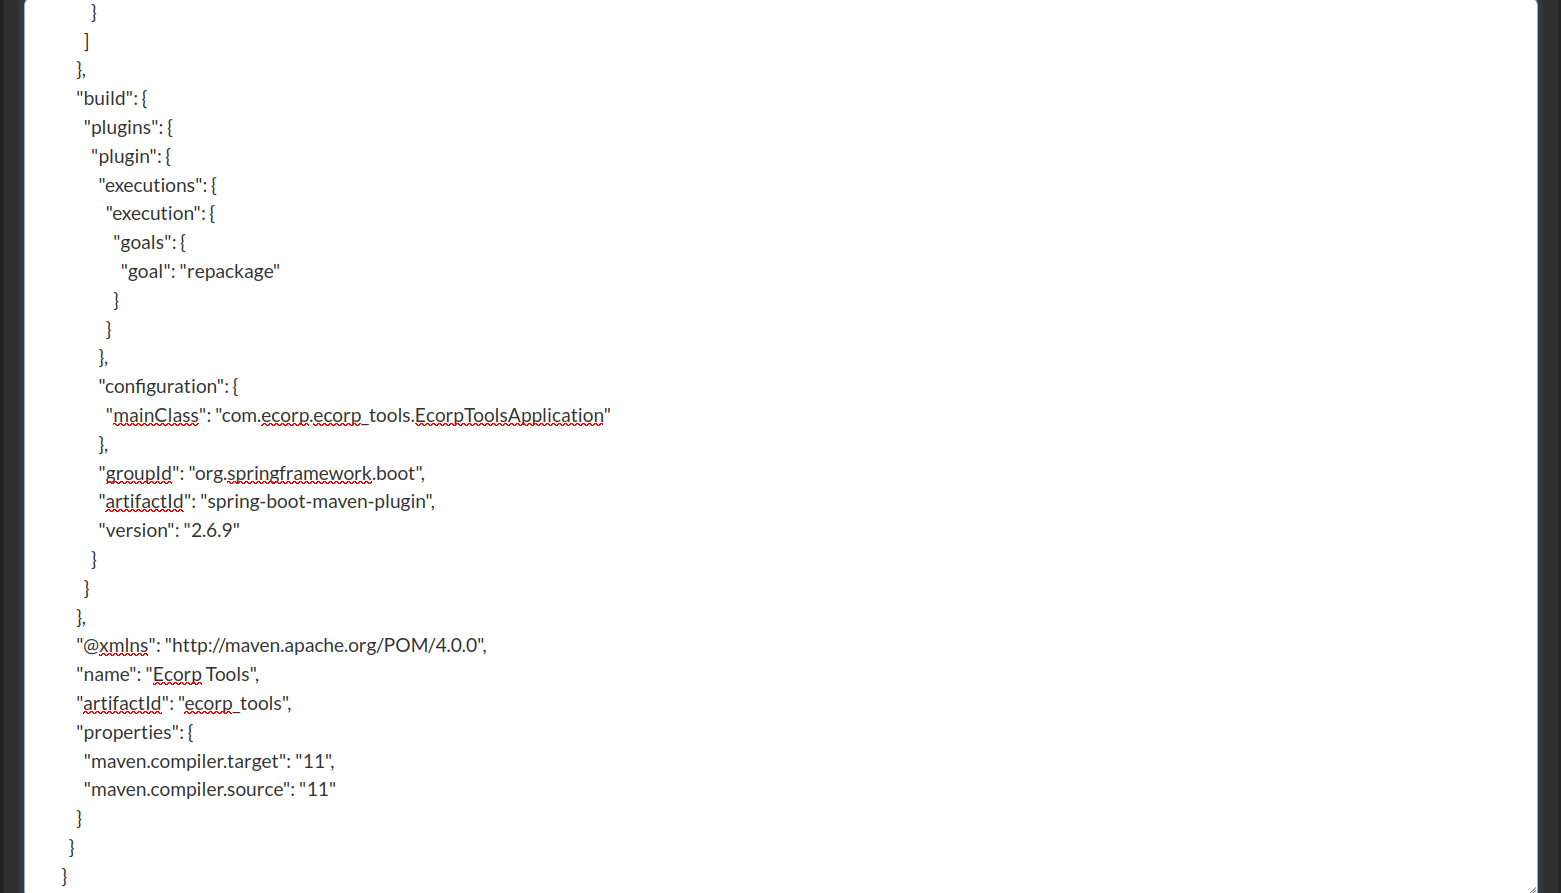 }
]
},
"build": {
"plugins": {
"plugin": {
"executions": {
"execution": {
"goals": {
"goal": "repackage"
}
}
},
"configuration": {
"mainClass": "com.ecorp.ecorp_tools.EcorpToolsApplication"
},
"groupId": "org.springframework.boot",
"artifactId": "spring-boot-maven-plugin",
"version": "2.6.9"
}
}
},
"@xmlns": "http://maven.apache.org/POM/4.0.0",
"name": "Ecorp Tools",
"artifactId": "ecorp_tools",
"properties": {
"maven.compiler.target": "11",
"maven.compiler.source": "11"
}
}
}